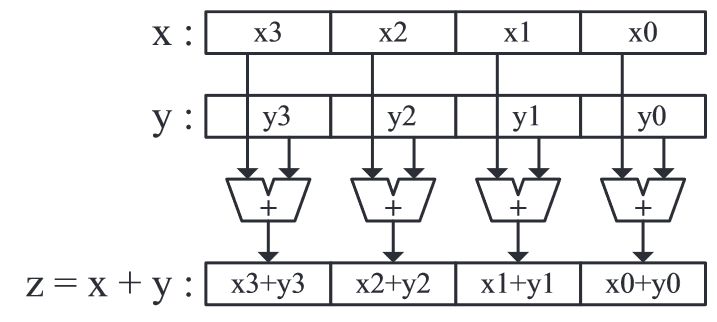 x : x3 x2 x1 x0
y : y3 y2 y1 y0
+ + + +
z = x + y : x3+y3 x2+y2 x1+y1 x0+y0